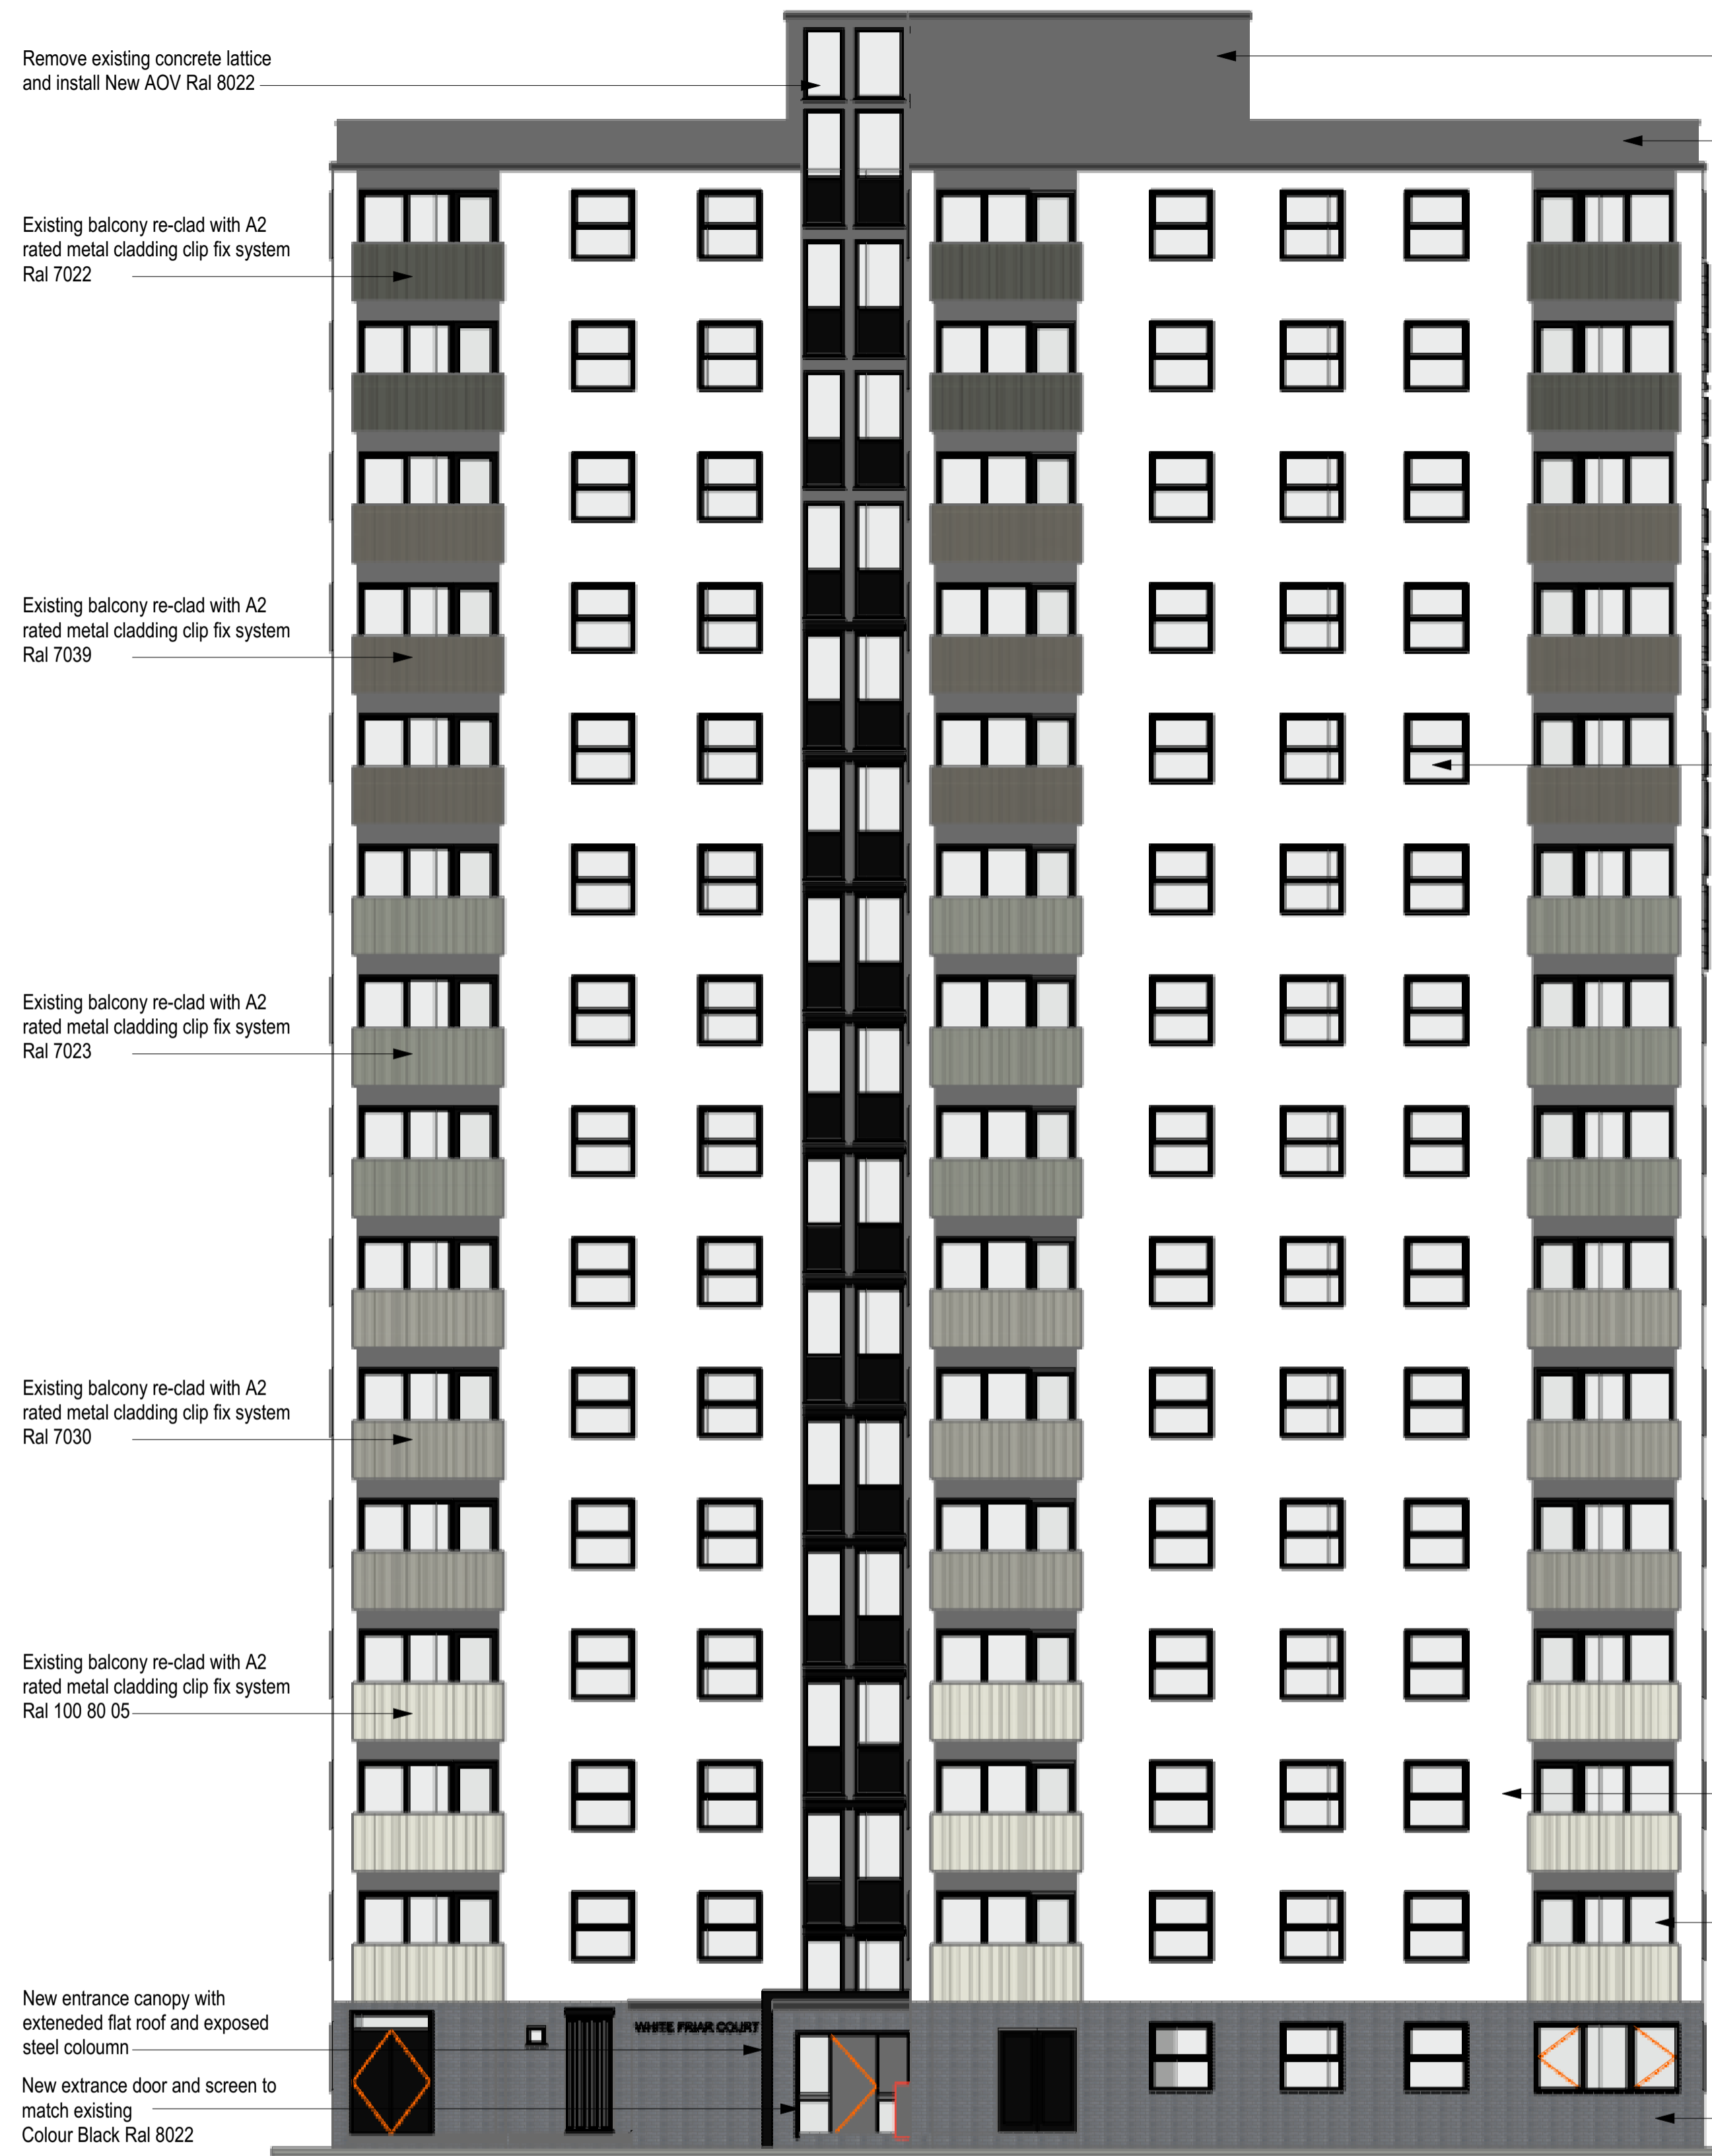 Remove existing concrete lattice
and install New AOV Ral 8022
Existing balcony re-clad with A2
rated metal cladding clip fix system
Ral 7022
Existing balcony re-clad with A2
rated metal cladding clip fix system
Ral 7039
Existing balcony re-clad with A2
rated metal cladding clip fix system
Ral 7023
Existing balcony re-clad with A2
rated metal cladding clip fix system
Ral 7030
Existing balcony re-clad with A2
rated metal cladding clip fix system
Ral 100 80 05
New entrance canopy with
exteneded flat roof and exposed
steel coloumn
WHITE FRIAR COURT
New extrance door and screen to
match existing
Colour Black Ral 8022